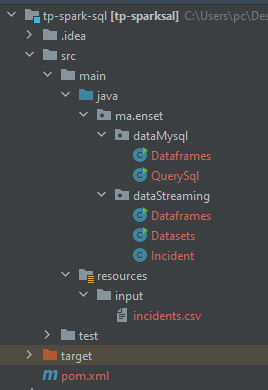 tp-spark-sql [tp-sparksal] C:\Users\pc\Des
.idea
src
main
java
ma.enset
dataMysql
Dataframes
QuerySql
dataStreaming
Dataframes
Datasets
Incident
resources
input
incidents.csv
test
target
pom.xml